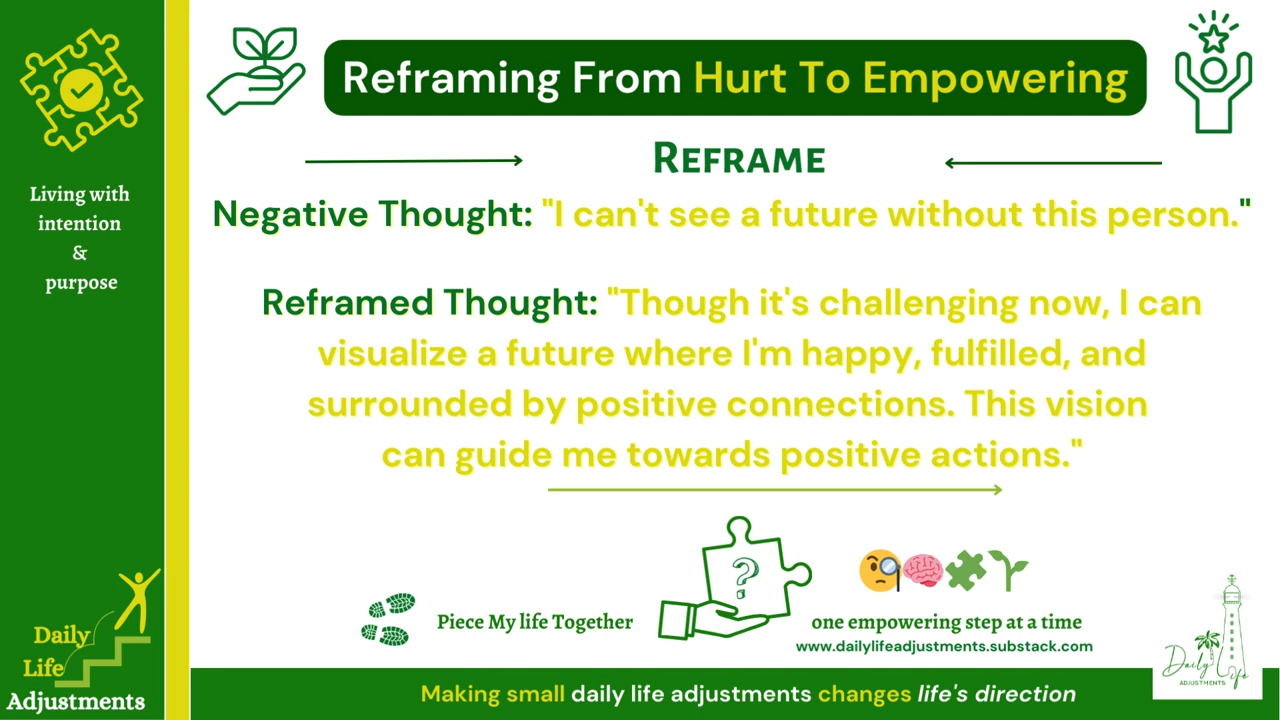 Reframing From Hurt To Empowering
REFRAME
Negative Thought: "I can't see a future without this person."
Reframed Thought: "Though it's challenging now, I can
visualize a future where I'm happy, fulfilled, and
surrounded by positive connections. This vision
can guide me towards positive actions."
Living with
intention
&
purpose
?
Piece My life Together
one empowering step at a time
www.dailylifeadjustments.substack.com
Daily
Life
Adjustments
Making small daily life adjustments changes life's direction
Daily Life
ADJUSTMENTS